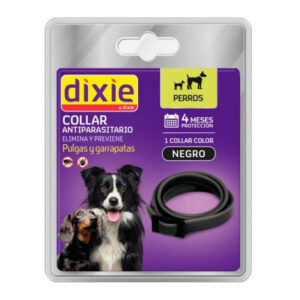 dixie
COLLAR
ANTIPARASITARIO
ELIMINA Y PREVIENE
Pulgas y garrapatas
PERROS
4 MESES
PROTECCIÓN
1 COLLAR COLOR
NEGRO